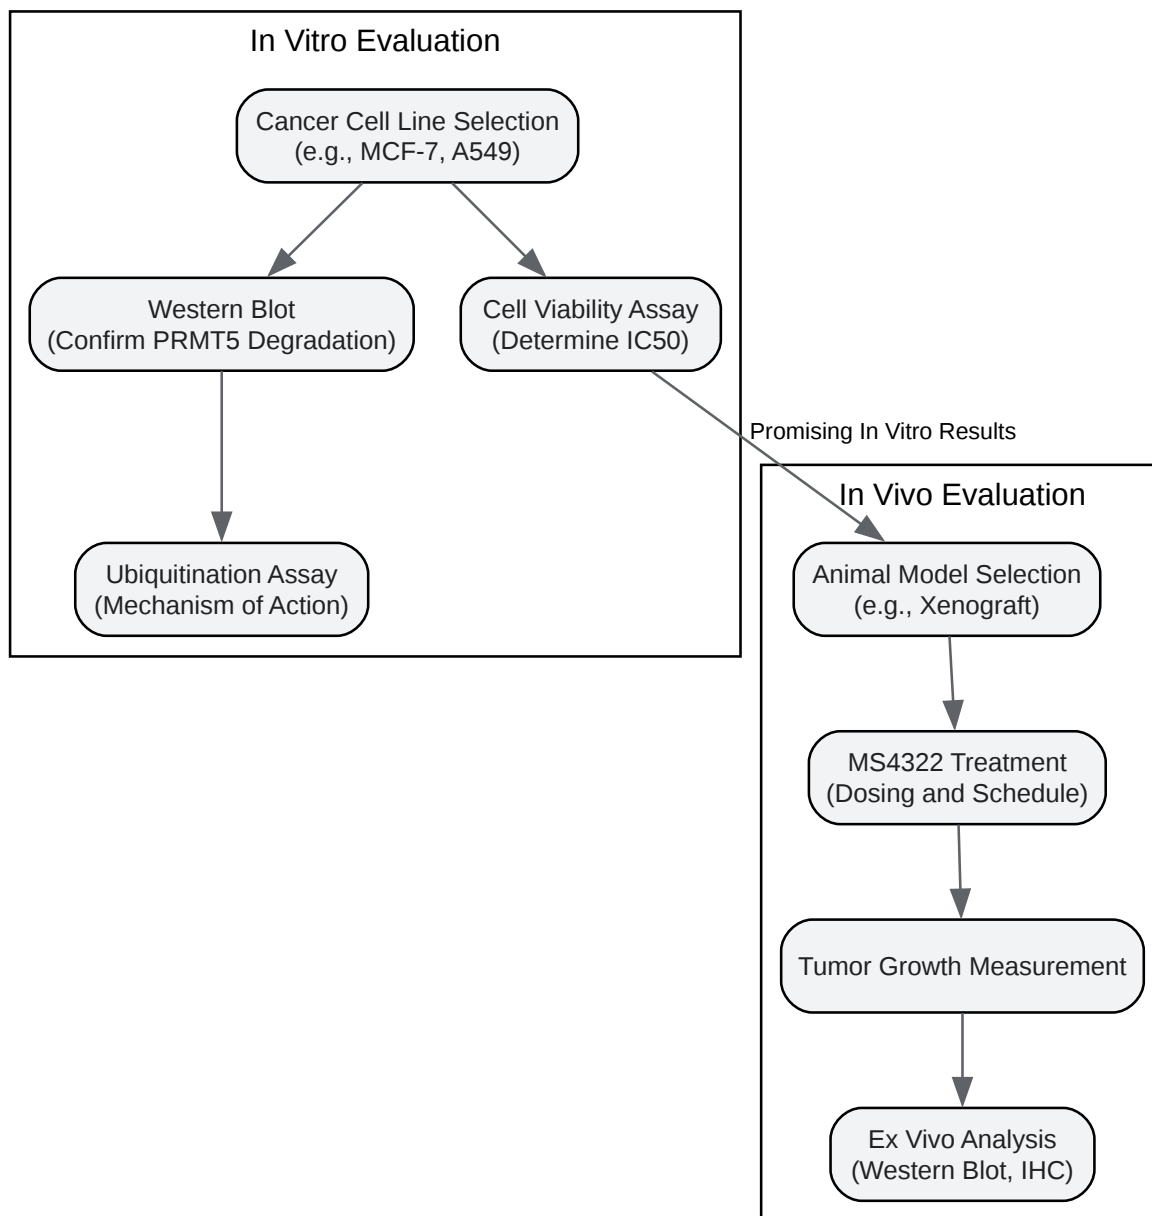 In Vitro Evaluation
Cancer Cell Line Selection
(e.g., MCF-7, A549)
Western Blot
(Confirm PRMT5 Degradation)
Cell Viability Assay
(Determine IC50)
Promising In Vitro Results
Ubiquitination Assay
(Mechanism of Action)
In Vivo Evaluation
Animal Model Selection
(e.g., Xenograft)
MS4322 Treatment
(Dosing and Schedule)
Tumor Growth Measurement
Ex Vivo Analysis
(Western Blot, IHC)